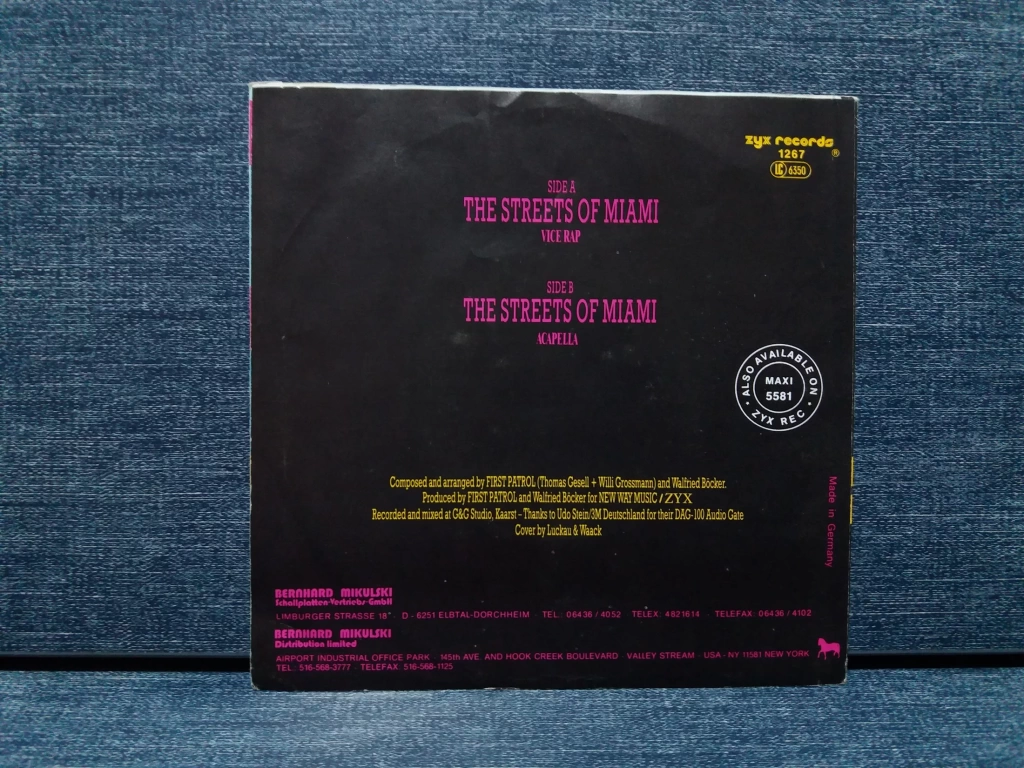 zyx records
1267 ®
LC 6350
SIDE A
THE STREETS OF MIAMI
VICE RAP
SIDE B
THE STREETS OF MIAMI
ACAPELLA
• ALSO AVAILABLE ON •
MAXI
5581
ZYX REC
Composed and arranged by FIRST PATROL (Thomas Gesell + Willi Grossmann) and Walfried Böcker.
Produced by FIRST PATROL and Walfried Böcker for NEW WAY MUSIC / ZYX
Recorded and mixed at G&G Studio, Kaarst – Thanks to Udo Stein/3M Deutschland for their DAG-100 Audio Gate
Cover by Luckau & Waack
Made in Germany
BERNHARD MIKULSKI
Schallplatten-Vertriebs-GmbH
LIMBURGER STRASSE 18 · D - 6251 ELBTAL-DORCHHEIM · TEL.: 06436 / 4052 · TELEX: 4821614 · TELEFAX: 06436 / 4102
BERNHARD MIKULSKI
Distribution limited
AIRPORT INDUSTRIAL OFFICE PARK · 145th AVE. AND HOOK CREEK BOULEVARD · VALLEY STREAM · USA - NY 11581 NEW YORK
TEL.: 516-568-3777 · TELEFAX: 516-568-1125